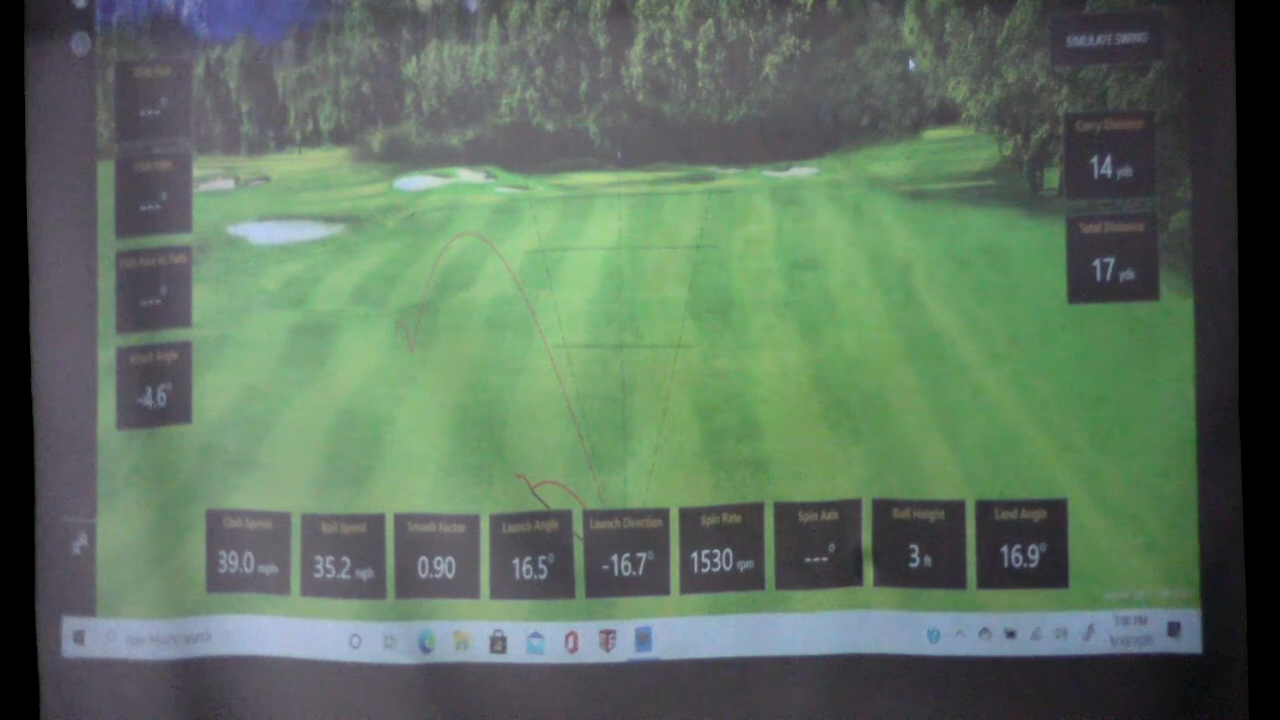 SIMULATE SWING
---°
Carry Distance
14 yds
---°
Total Distance
17 yds
---°
Attack Angle
-4.6°
Club Speed
39.0 mph
Ball Speed
35.2 mph
Smash Factor
0.90
Launch Angle
16.5°
Launch Direction
-16.7°
Spin Rate
1530 rpm
Spin Axis
---°
Ball Height
3 ft
Land Angle
16.9°